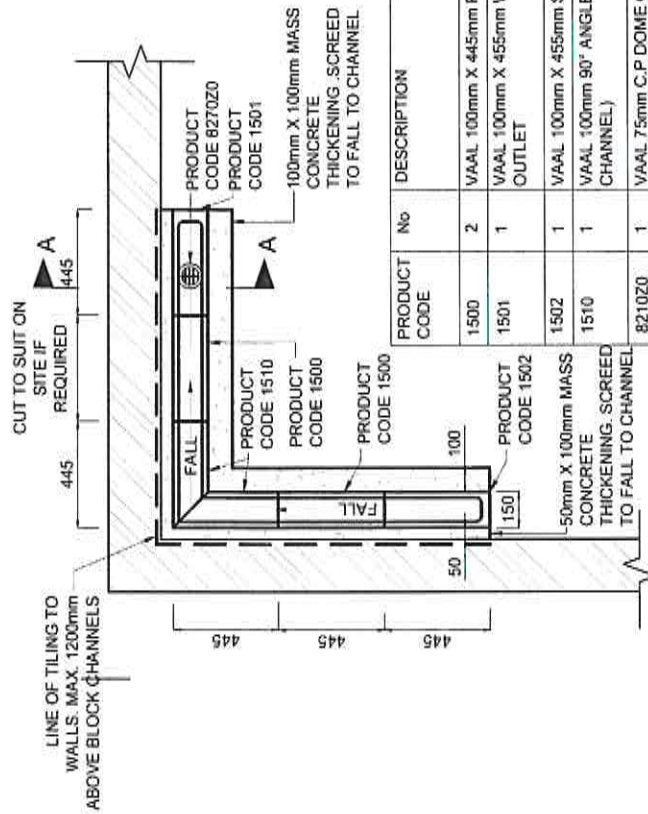 CUT TO SUIT ON
SITE IF
REQUIRED
LINE OF TILING TO
WALLS. MAX. 1200mm
ABOVE BLOCK CHANNELS
445
445
A
PRODUCT
CODE 8270Z0
PRODUCT
CODE 1501
100mm X 100mm MASS
CONCRETE
THICKENING .SCREED
TO FALL TO CHANNEL
A
FALL
PRODUCT
CODE 1510
PRODUCT
CODE 1500
PRODUCT
CODE 1500
FALL
445
445
445
50
150
100
PRODUCT
CODE 1502
50mm X 100mm MASS
CONCRETE
THICKENING. SCREED
TO FALL TO CHANNEL
PRODUCT
CODE
No
DESCRIPTION
1500
2
VAAL 100mm X 445mm
1501
1
VAAL 100mm X 455mm
OUTLET
1502
1
VAAL 100mm X 455mm
1510
1
VAAL 100mm 90° ANGLE
CHANNEL)
8210Z0
1
VAAL 75mm C.P DOME